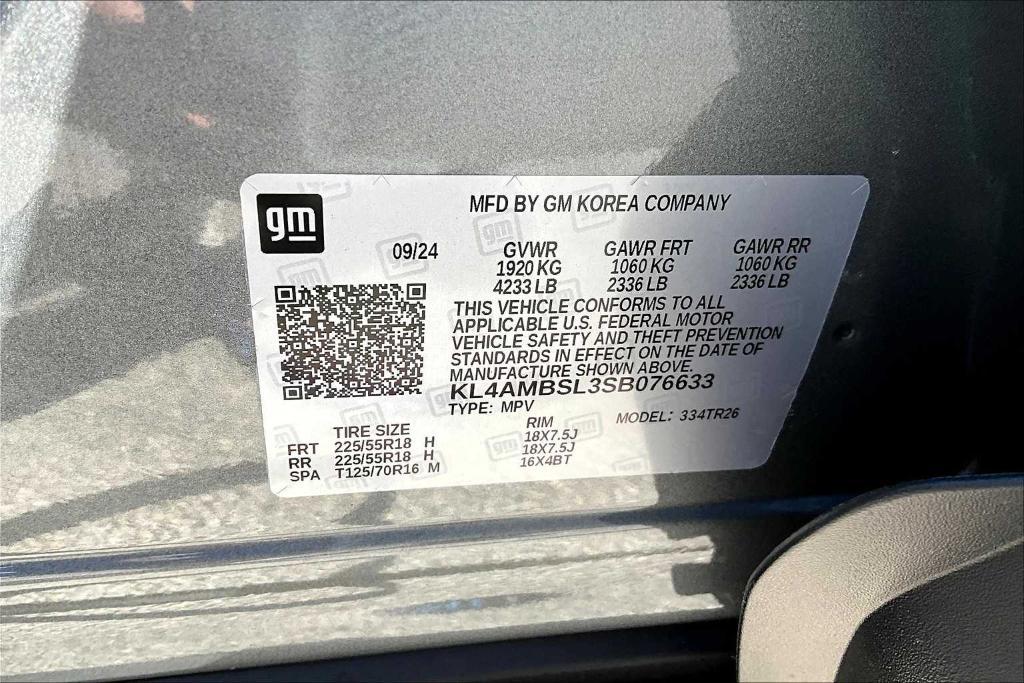 gm
MFD BY GM KOREA COMPANY
09/24 GVWR GAWR FRT GAWR RR
1920 KG 1060 KG 1060 KG
4233 LB 2336 LB 2336 LB
THIS VEHICLE CONFORMS TO ALL
APPLICABLE U.S. FEDERAL MOTOR
VEHICLE SAFETY AND THEFT PREVENTION
STANDARDS IN EFFECT ON THE DATE OF
MANUFACTURE SHOWN ABOVE.
KL4AMBSL3SB076633
TYPE: MPV MODEL: 334TR26
TIRE SIZE RIM
FRT 225/55R18 H 18X7.5J
RR 225/55R18 H 18X7.5J
SPA T125/70R16 M 16X4BT